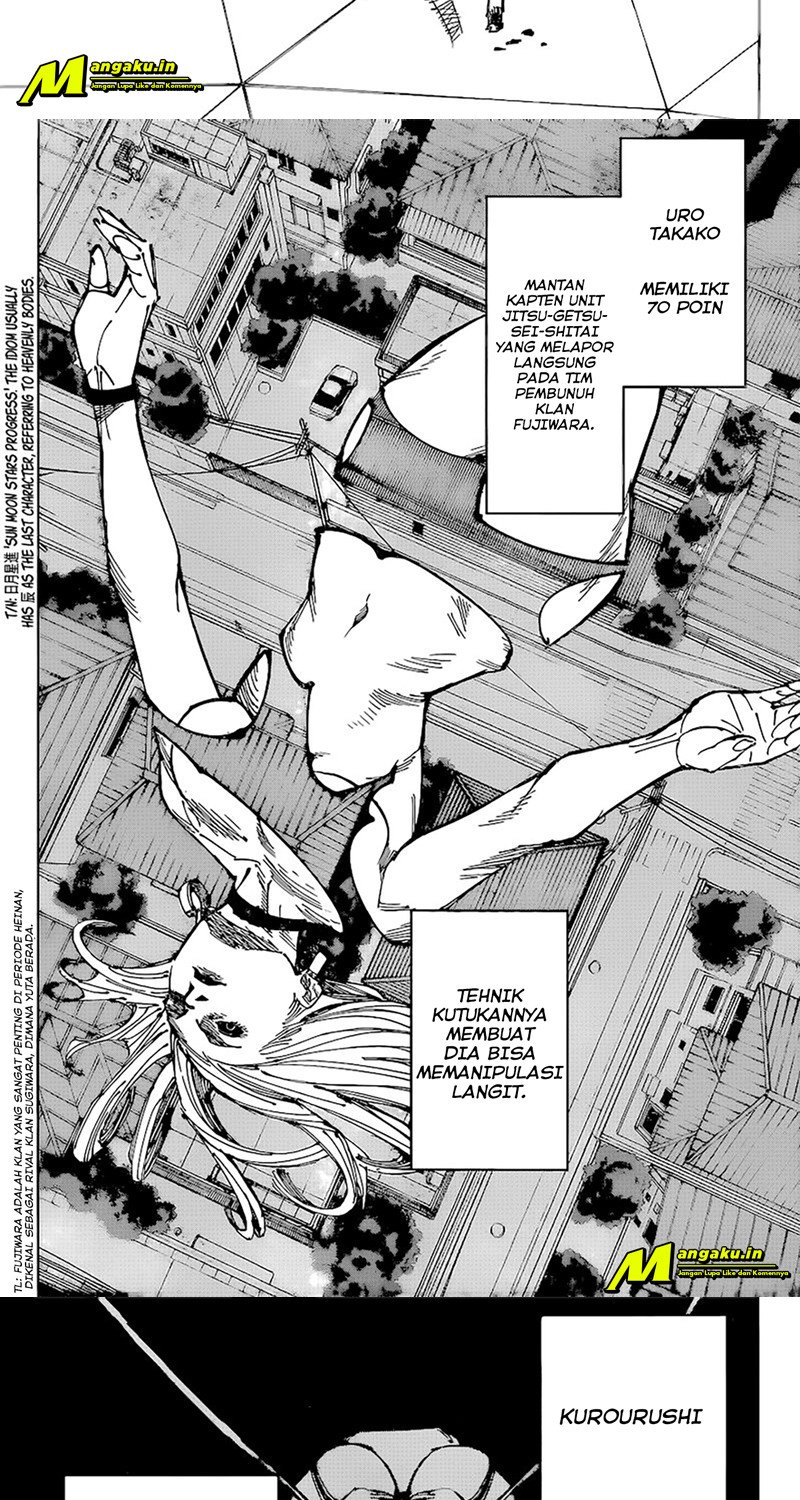 Mangaku.in
Jangan Lupa Like dan Komennya
URO
TAKAKO
MEMILIKI
70 POIN
MANTAN
KAPTEN UNIT
JITSU-GETSU-
SEI-SHITAI
YANG MELAPOR
LANGSUNG
PADA TIM
PEMBUNUH
KLAN
FUJIWARA.
T/N: 日月星進 'SUN MOON STARS PROGRESS.' THE IDIOM USUALLY
HAS 辰 AS THE LAST CHARACTER, REFERRING TO HEAVENLY BODIES.
TL: FUJIWARA ADALAH KLAN YANG SANGAT PENTING DI PERIODE HEINAN,
DIKENAL SEBAGAI RIVAL KLAN SUGIWARA, DIMANA YUTA BERADA.
TEHNIK
KUTUKANNYA
MEMBUAT
DIA BISA
MEMANIPULASI
LANGIT.
Mangaku.in
Jangan Lupa Like dan Komennya
KUROURUSHI